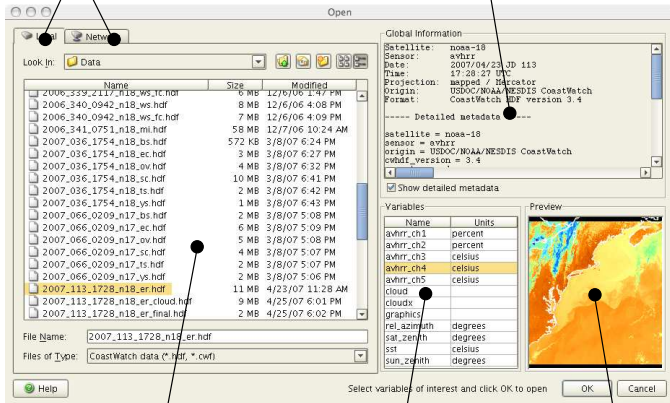 Open
Local Network
Look In: Data
Name Size Modified
2006_339_2117_n18_ws_fc.hdf 6 MB 12/6/06 1:47 PM
2006_340_0942_n18_ws.hdf 8 MB 12/6/06 4:08 PM
2006_340_0942_n18_ws_fc.hdf 7 MB 12/6/06 4:09 PM
2006_341_0751_n18_mi.hdf 58 MB 12/7/06 10:24 AM
2007_036_1754_n18_bs.hdf 572 KB 3/8/07 6:24 PM
2007_036_1754_n18_ec.hdf 3 MB 3/8/07 6:27 PM
2007_036_1754_n18_ov.hdf 4 MB 3/8/07 6:32 PM
2007_036_1754_n18_sc.hdf 10 MB 3/8/07 6:41 PM
2007_036_1754_n18_ts.hdf 2 MB 3/8/07 6:42 PM
2007_036_1754_n18_ys.hdf 1 MB 3/8/07 6:43 PM
2007_066_0209_n17_bs.hdf 2 MB 3/8/07 5:08 PM
2007_066_0209_n17_ec.hdf 6 MB 3/8/07 5:09 PM
2007_066_0209_n17_ov.hdf 5 MB 3/8/07 5:08 PM
2007_066_0209_n17_sc.hdf 4 MB 3/8/07 5:07 PM
2007_066_0209_n17_ts.hdf 2 MB 3/8/07 5:07 PM
2007_066_0209_n17_ys.hdf 2 MB 3/8/07 5:06 PM
2007_113_1728_n18_er.hdf 11 MB 4/23/07 11:28 AM
2007_113_1728_n18_er_cloud.hdf 9 MB 4/25/07 6:01 PM
2007_113_1728_n18_er_final.hdf 2 MB 4/25/07 6:02 PM
File Name: 2007_113_1728_n18_er.hdf
Files of Type: CoastWatch data (*.hdf, *.cwf)
Global Information
Satellite: noaa-18
Sensor: avhrr
Date: 2007/04/23 JD 113
Time: 17:28:27 UTC
Projection: mapped / Mercator
Origin: USDOC/NOAA/NESDIS CoastWatch
Format: CoastWatch HDF version 3.4
----- Detailed metadata -----
satellite = noaa-18
sensor = avhrr
origin = USDOC/NOAA/NESDIS CoastWatch
cwhdf_version = 3.4
Show detailed metadata
Variables
Name Units
avhrr_ch1 percent
avhrr_ch2 percent
avhrr_ch3 celsius
avhrr_ch4 celsius
avhrr_ch5 celsius
cloud
cloudx
graphics
rel_azimuth degrees
sat_zenith degrees
sst celsius
sun_zenith degrees
Preview
Help
Select variables of interest and click OK to open
OK
Cancel